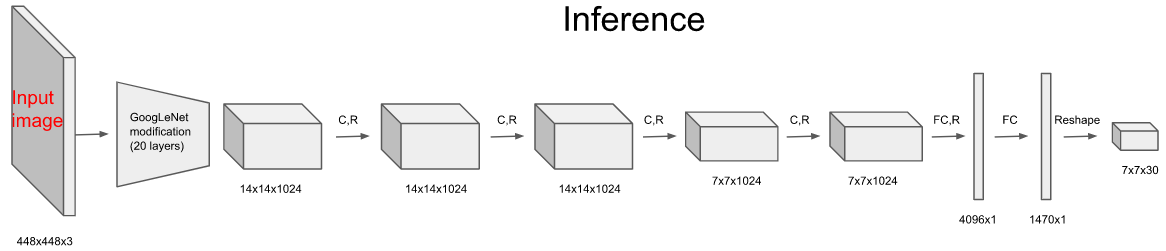 Inference
Input
image
GoogLeNet
modification
(20 layers)
C,R
C,R
C,R
C,R
FC,R
FC
Reshape
448x448x3
14x14x1024
14x14x1024
14x14x1024
7x7x1024
7x7x1024
4096x1
1470x1
7x7x30